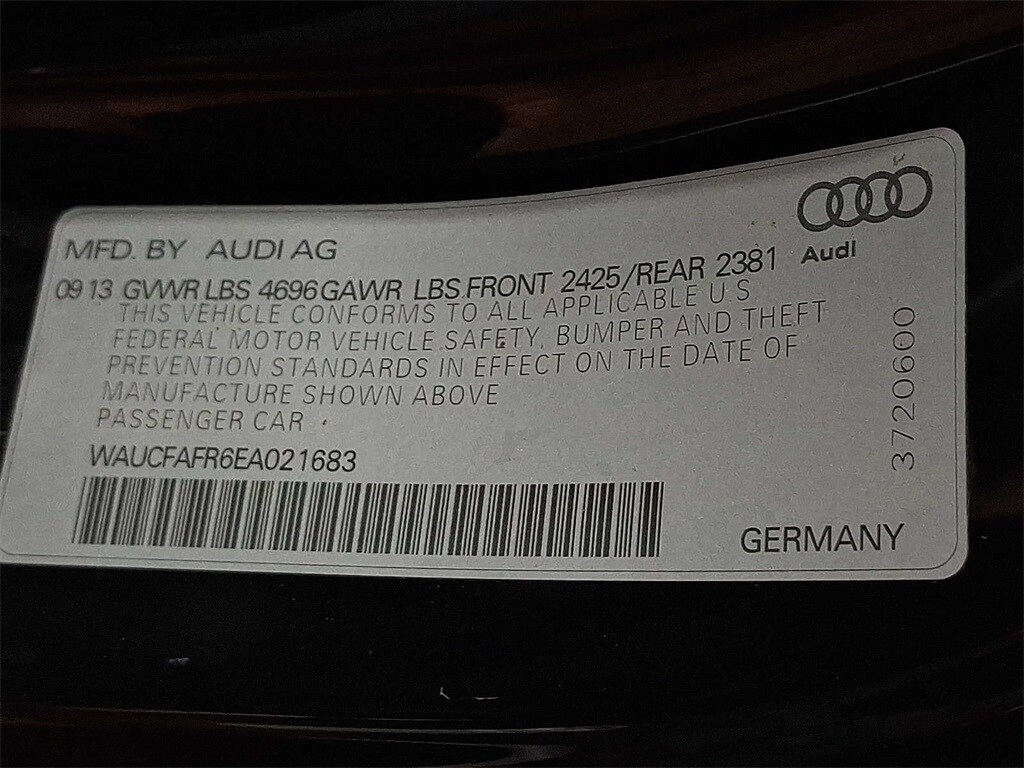 MFD. BY AUDI AG
Audi
09 13 GVWR LBS 4696 GAWR LBS. FRONT 2425/REAR 2381
THIS VEHICLE CONFORMS TO ALL APPLICABLE U S
FEDERAL MOTOR VEHICLE SAFETY, BUMPER AND THEFT
PREVENTION STANDARDS IN EFFECT ON THE DATE OF
MANUFACTURE SHOWN ABOVE
PASSENGER CAR
WAUCFAFR6EA021683
GERMANY
3720600